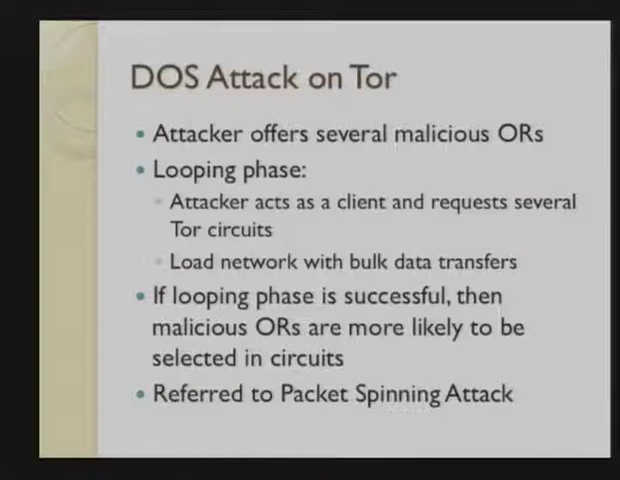 DOS Attack on Tor
• Attacker offers several malicious ORs
• Looping phase:
◦ Attacker acts as a client and requests several
Tor circuits
◦ Load network with bulk data transfers
• If looping phase is successful, then
malicious ORs are more likely to be
selected in circuits
• Referred to Packet Spinning Attack